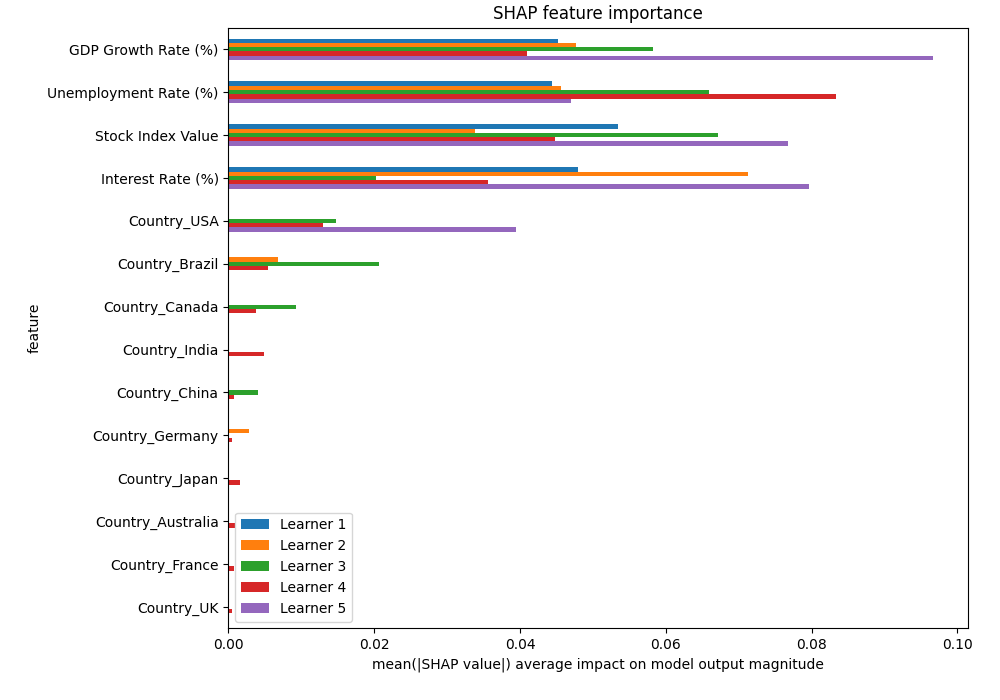 SHAP feature importance
GDP Growth Rate (%)
Unemployment Rate (%)
Stock Index Value
Interest Rate (%)
Country_USA
Country_Brazil
Country_Canada
Country_India
Country_China
Country_Germany
Country_Japan
Country_Australia
Country_France
Country_UK
feature
Learner 1
Learner 2
Learner 3
Learner 4
Learner 5
0.00 0.02 0.04 0.06 0.08 0.10
mean(|SHAP value|) average impact on model output magnitude